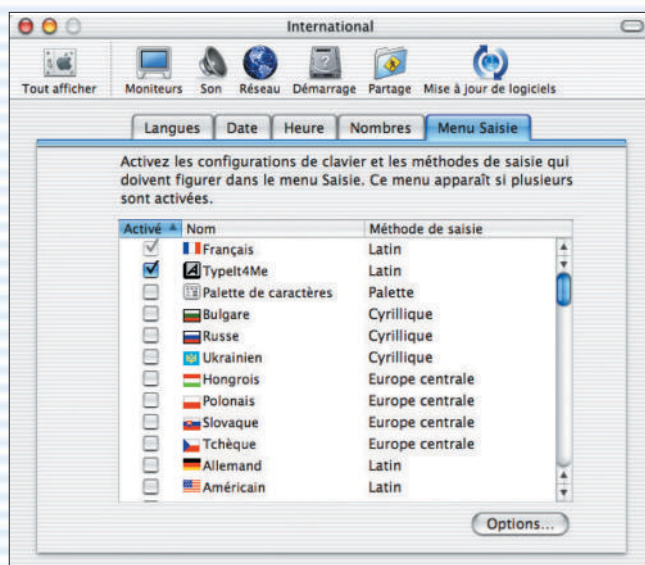 International
Tout afficher Moniteurs Son Réseau Démarrage Partage Mise à jour de logiciels
Langues Date Heure Nombres Menu Saisie
Activez les configurations de clavier et les méthodes de saisie qui
doivent figurer dans le menu Saisie. Ce menu apparaît si plusieurs
sont activées.
Activé Nom Méthode de saisie
Français Latin
TypeIt4Me Latin
Palette de caractères Palette
Bulgare Cyrillique
Russe Cyrillique
Ukrainien Cyrillique
Hongrois Europe centrale
Polonais Europe centrale
Slovaque Europe centrale
Tchèque Europe centrale
Allemand Latin
Américain Latin
Options...